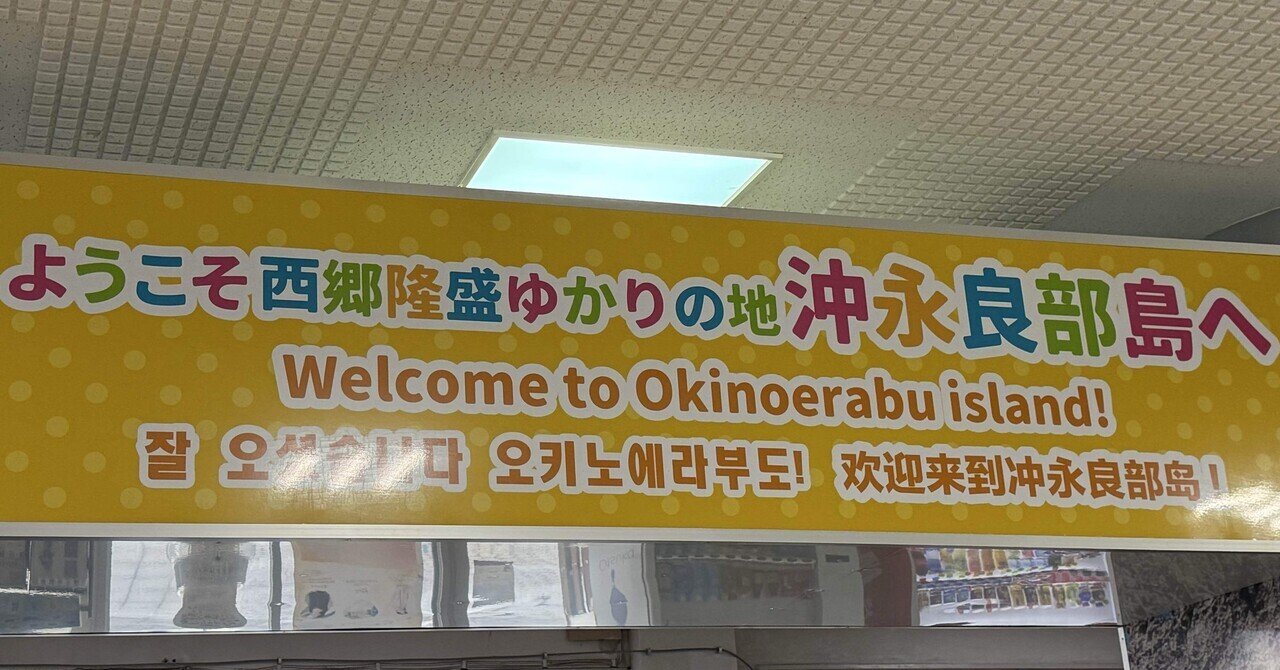 ようこそ西郷隆盛ゆかりの地沖永良部島へ
Welcome to Okinoerabu island!
잘 오셨습니다 오키노에라부도! 欢迎来到冲永良部岛！